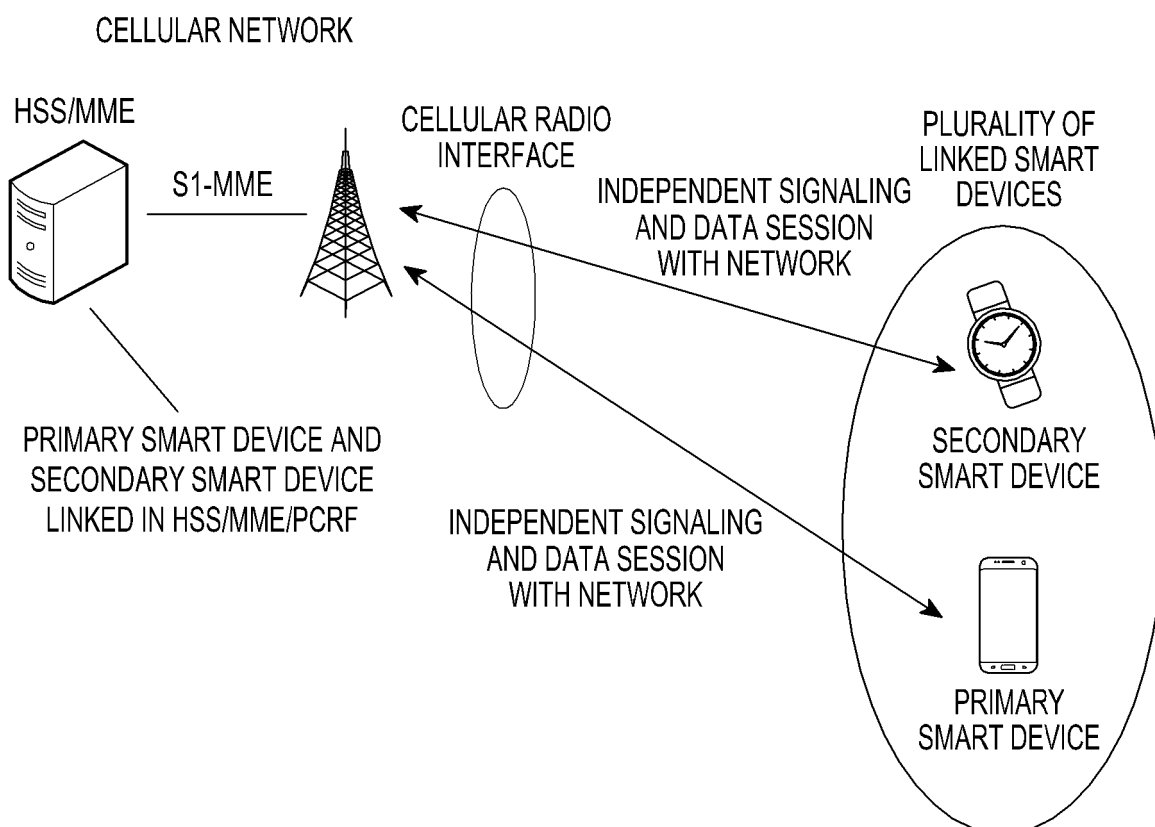 CELLULAR NETWORK
HSS/MME
S1-MME
CELLULAR RADIO
INTERFACE
INDEPENDENT SIGNALING
AND DATA SESSION
WITH NETWORK
PLURALITY OF
LINKED SMART
DEVICES
SECONDARY
SMART DEVICE
PRIMARY SMART DEVICE AND
SECONDARY SMART DEVICE
LINKED IN HSS/MME/PCRF
INDEPENDENT SIGNALING
AND DATA SESSION
WITH NETWORK
PRIMARY
SMART DEVICE